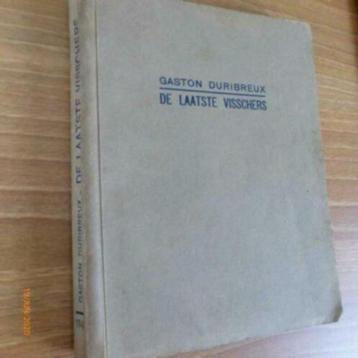 GASTON DURIBREUX
DE LAATSTE VISSCHERS
GASTON DURIBREUX - DE LAATSTE VISSCHERS